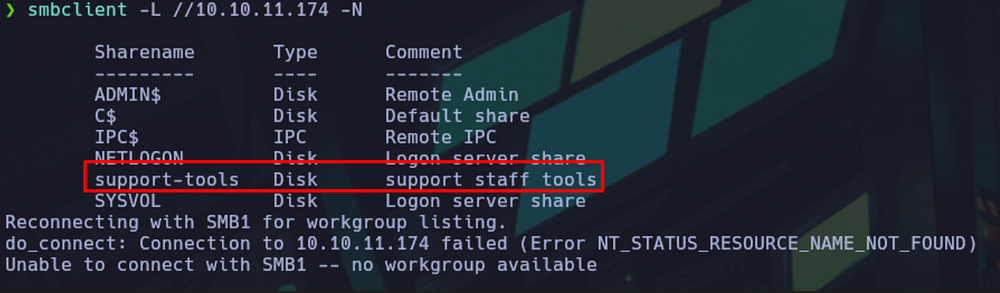 ❯ smbclient -L //10.10.11.174 -N
Sharename Type Comment
--------- ---- -------
ADMIN$ Disk Remote Admin
C$ Disk Default share
IPC$ IPC Remote IPC
NETLOGON Disk Logon server share
support-tools Disk support staff tools
SYSVOL Disk Logon server share
Reconnecting with SMB1 for workgroup listing.
do_connect: Connection to 10.10.11.174 failed (Error NT_STATUS_RESOURCE_NAME_NOT_FOUND)
Unable to connect with SMB1 -- no workgroup available